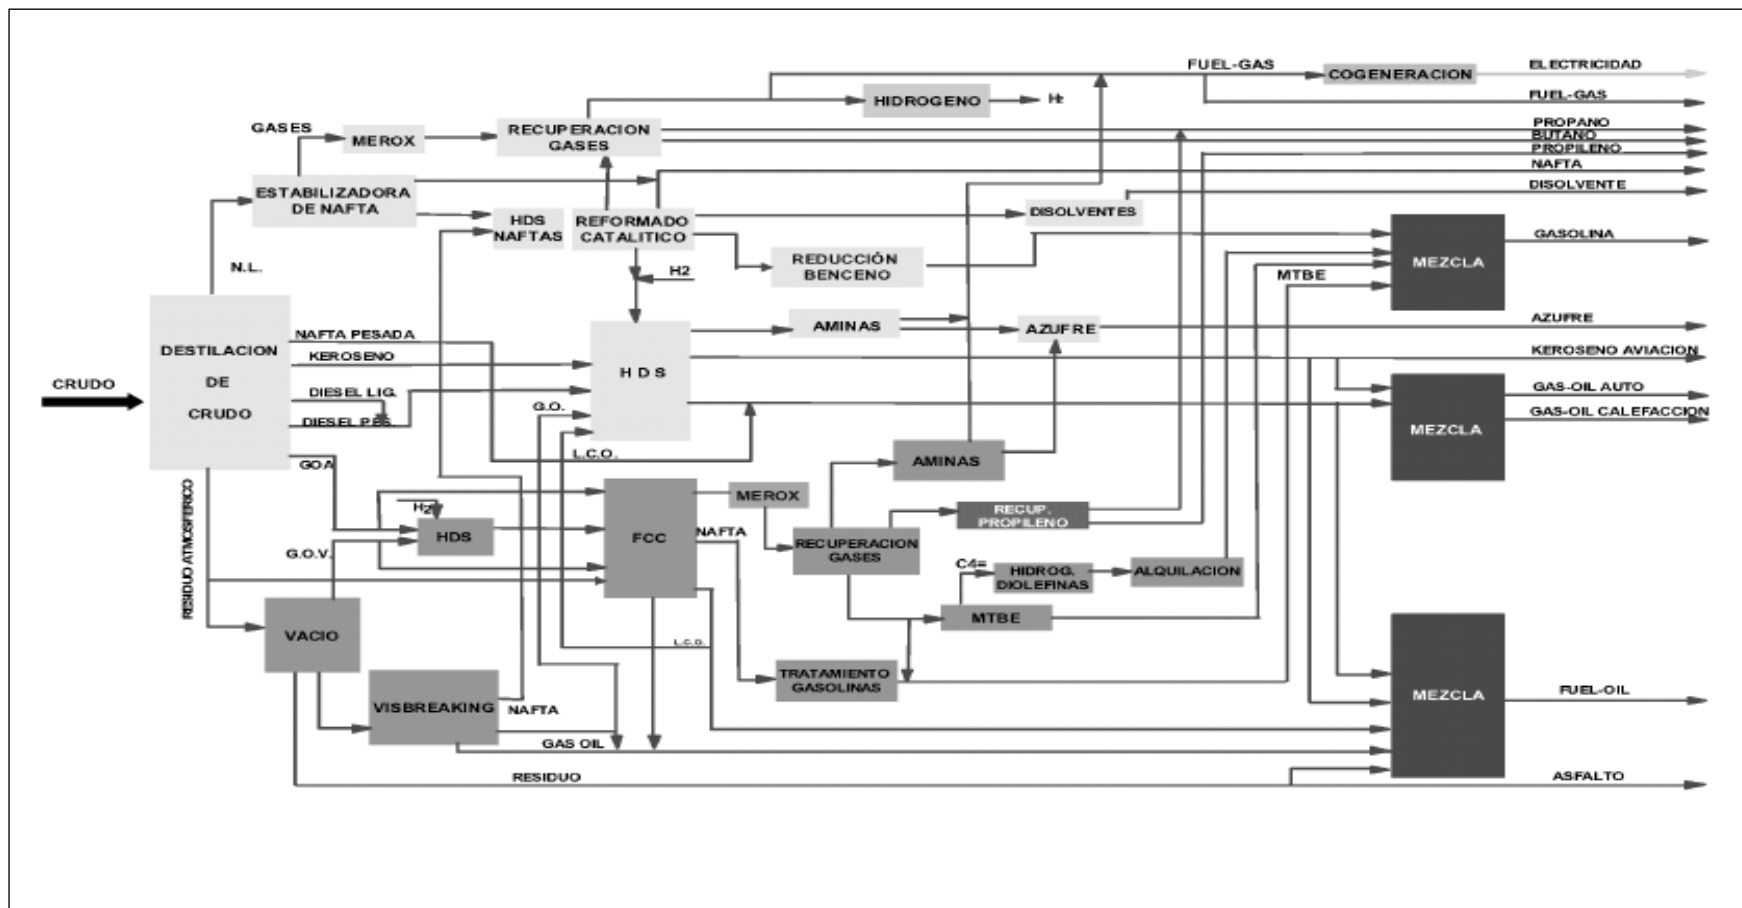 FUEL-GAS
COGENERACION
ELECTRICIDAD
FUEL-GAS
HIDROGENO
GASES
MEROX
RECUPERACION
GASES
PROPANO
BUTANO
PROPILENO
NAFTA
DISOLVENTE
ESTABILIZADORA
DE NAFTA
HDS
NAFTAS
REFORMADO
CATALITICO
DISOLVENTES
GASOLINA
MEZCLA
REDUCCIÓN
BENCENO
H2
N.L.
MTBE
AMINAS
AZUFRE
AZUFRE
NAFTA PESADA
KEROSENO
KEROSENO AVIACION
DESTILACION
DE
CRUDO
CRUDO
H D S
DIESEL LIG.
DIESEL PES.
G.O.
GAS-OIL AUTO
GAS-OIL CALEFACCION
MEZCLA
GOA
L.C.O.
AMINAS
RESIDUO ATMOSFERICO
H2
HDS
FCC
MEROX
NAFTA
RECUP.
PROPILENO
RECUPERACION
GASES
G.O.V.
C4=
HIDROG.
DIOLEFINAS
ALQUILACION
VACIO
MTBE
L.C.O.
TRATAMIENTO
GASOLINAS
VISBREAKING
NAFTA
GAS OIL
MEZCLA
FUEL-OIL
RESIDUO
ASFALTO